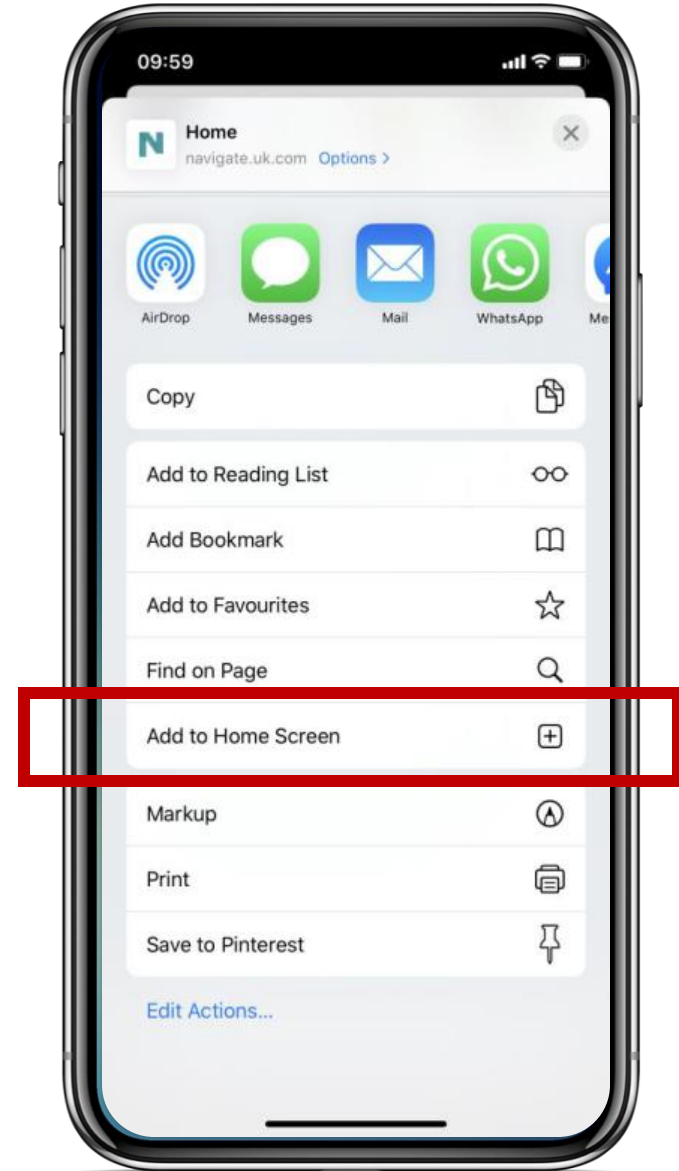 09:59
N
Home
navigate.uk.com Options >
AirDrop Messages Mail WhatsApp Me
Copy
Add to Reading List
Add Bookmark
Add to Favourites
Find on Page
Add to Home Screen
Markup
Print
Save to Pinterest
Edit Actions...